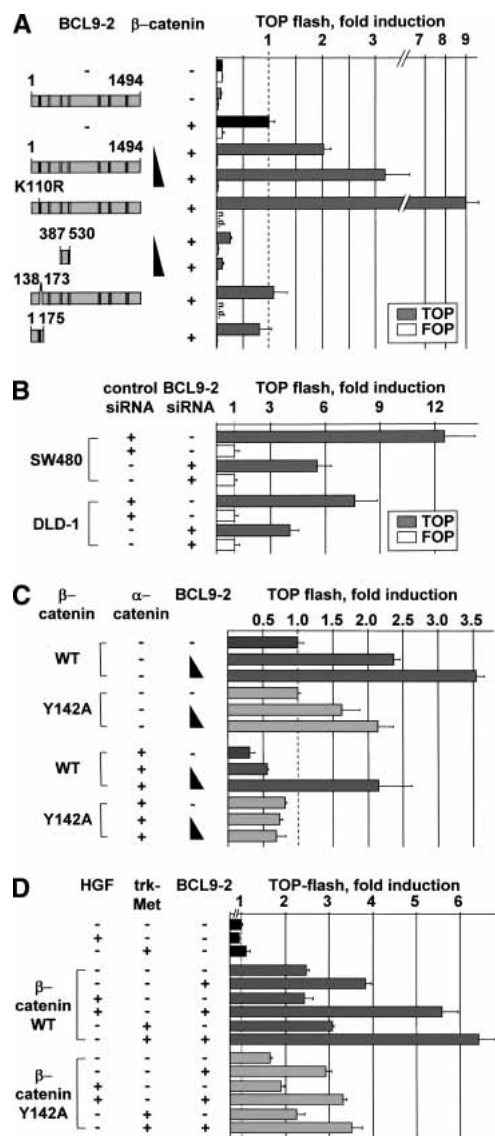 A
BCL9-2 β-catenin TOP flash, fold induction
1 2 3 7 8 9
- -
1 1494 -
- +
1 1494 +
+
K110R +
387 530 +
+
138 173 +
1 175 +
n.d.
n.d.
TOP
FOP
B
control siRNA BCL9-2 siRNA TOP flash, fold induction
1 3 6 9 12
SW480
+ -
+ -
- +
- +
DLD-1
+ -
+ -
- +
- +
TOP
FOP
C
β-catenin α-catenin BCL9-2 TOP flash, fold induction
0.5 1.0 1.5 2.0 2.5 3.0 3.5
WT
- -
-
-
Y142A
- -
-
-
WT
+ -
+
+
Y142A
+ -
+
+
D
HGF trk-Met BCL9-2 TOP-flash, fold induction
1 2 3 4 5 6
- - -
+ - -
- + -
β-catenin WT
- - -
- - +
+ - -
+ - +
- + -
- + +
β-catenin Y142A
- - -
- - +
+ - -
+ - +
- + -
- + +